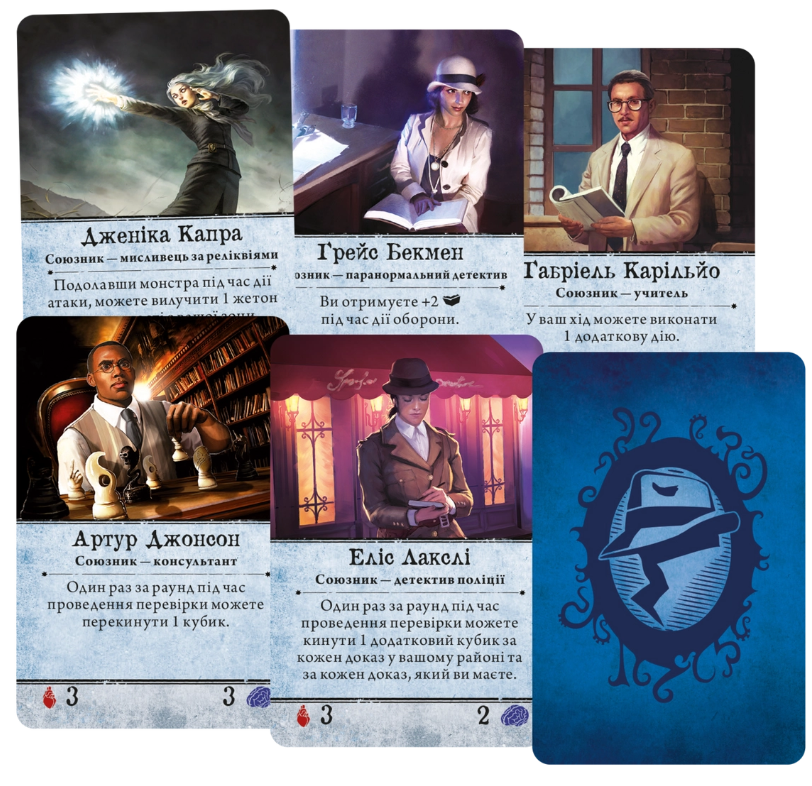 Дженіка Капра
Союзник — мисливець за реліквіями
Подолавши монстра під час дії
атаки, можете вилучити 1 жетон
Ґрейс Бекмен
— паранормальний детектив
Ви отримуєте +2
під час дії оборони.
Габріель Карільйо
Союзник — учитель
У ваш хід можете виконати
1 додаткову дію.
Артур Джонсон
Союзник — консультант
Один раз за раунд під час
проведення перевірки можете
перекинути 1 кубик.
3 3
Еліс Лакслі
Союзник — детектив поліції
Один раз за раунд під час
проведення перевірки можете
кинути 1 додатковий кубик за
кожен доказ у вашому районі та
за кожен доказ, який ви маєте.
3 2